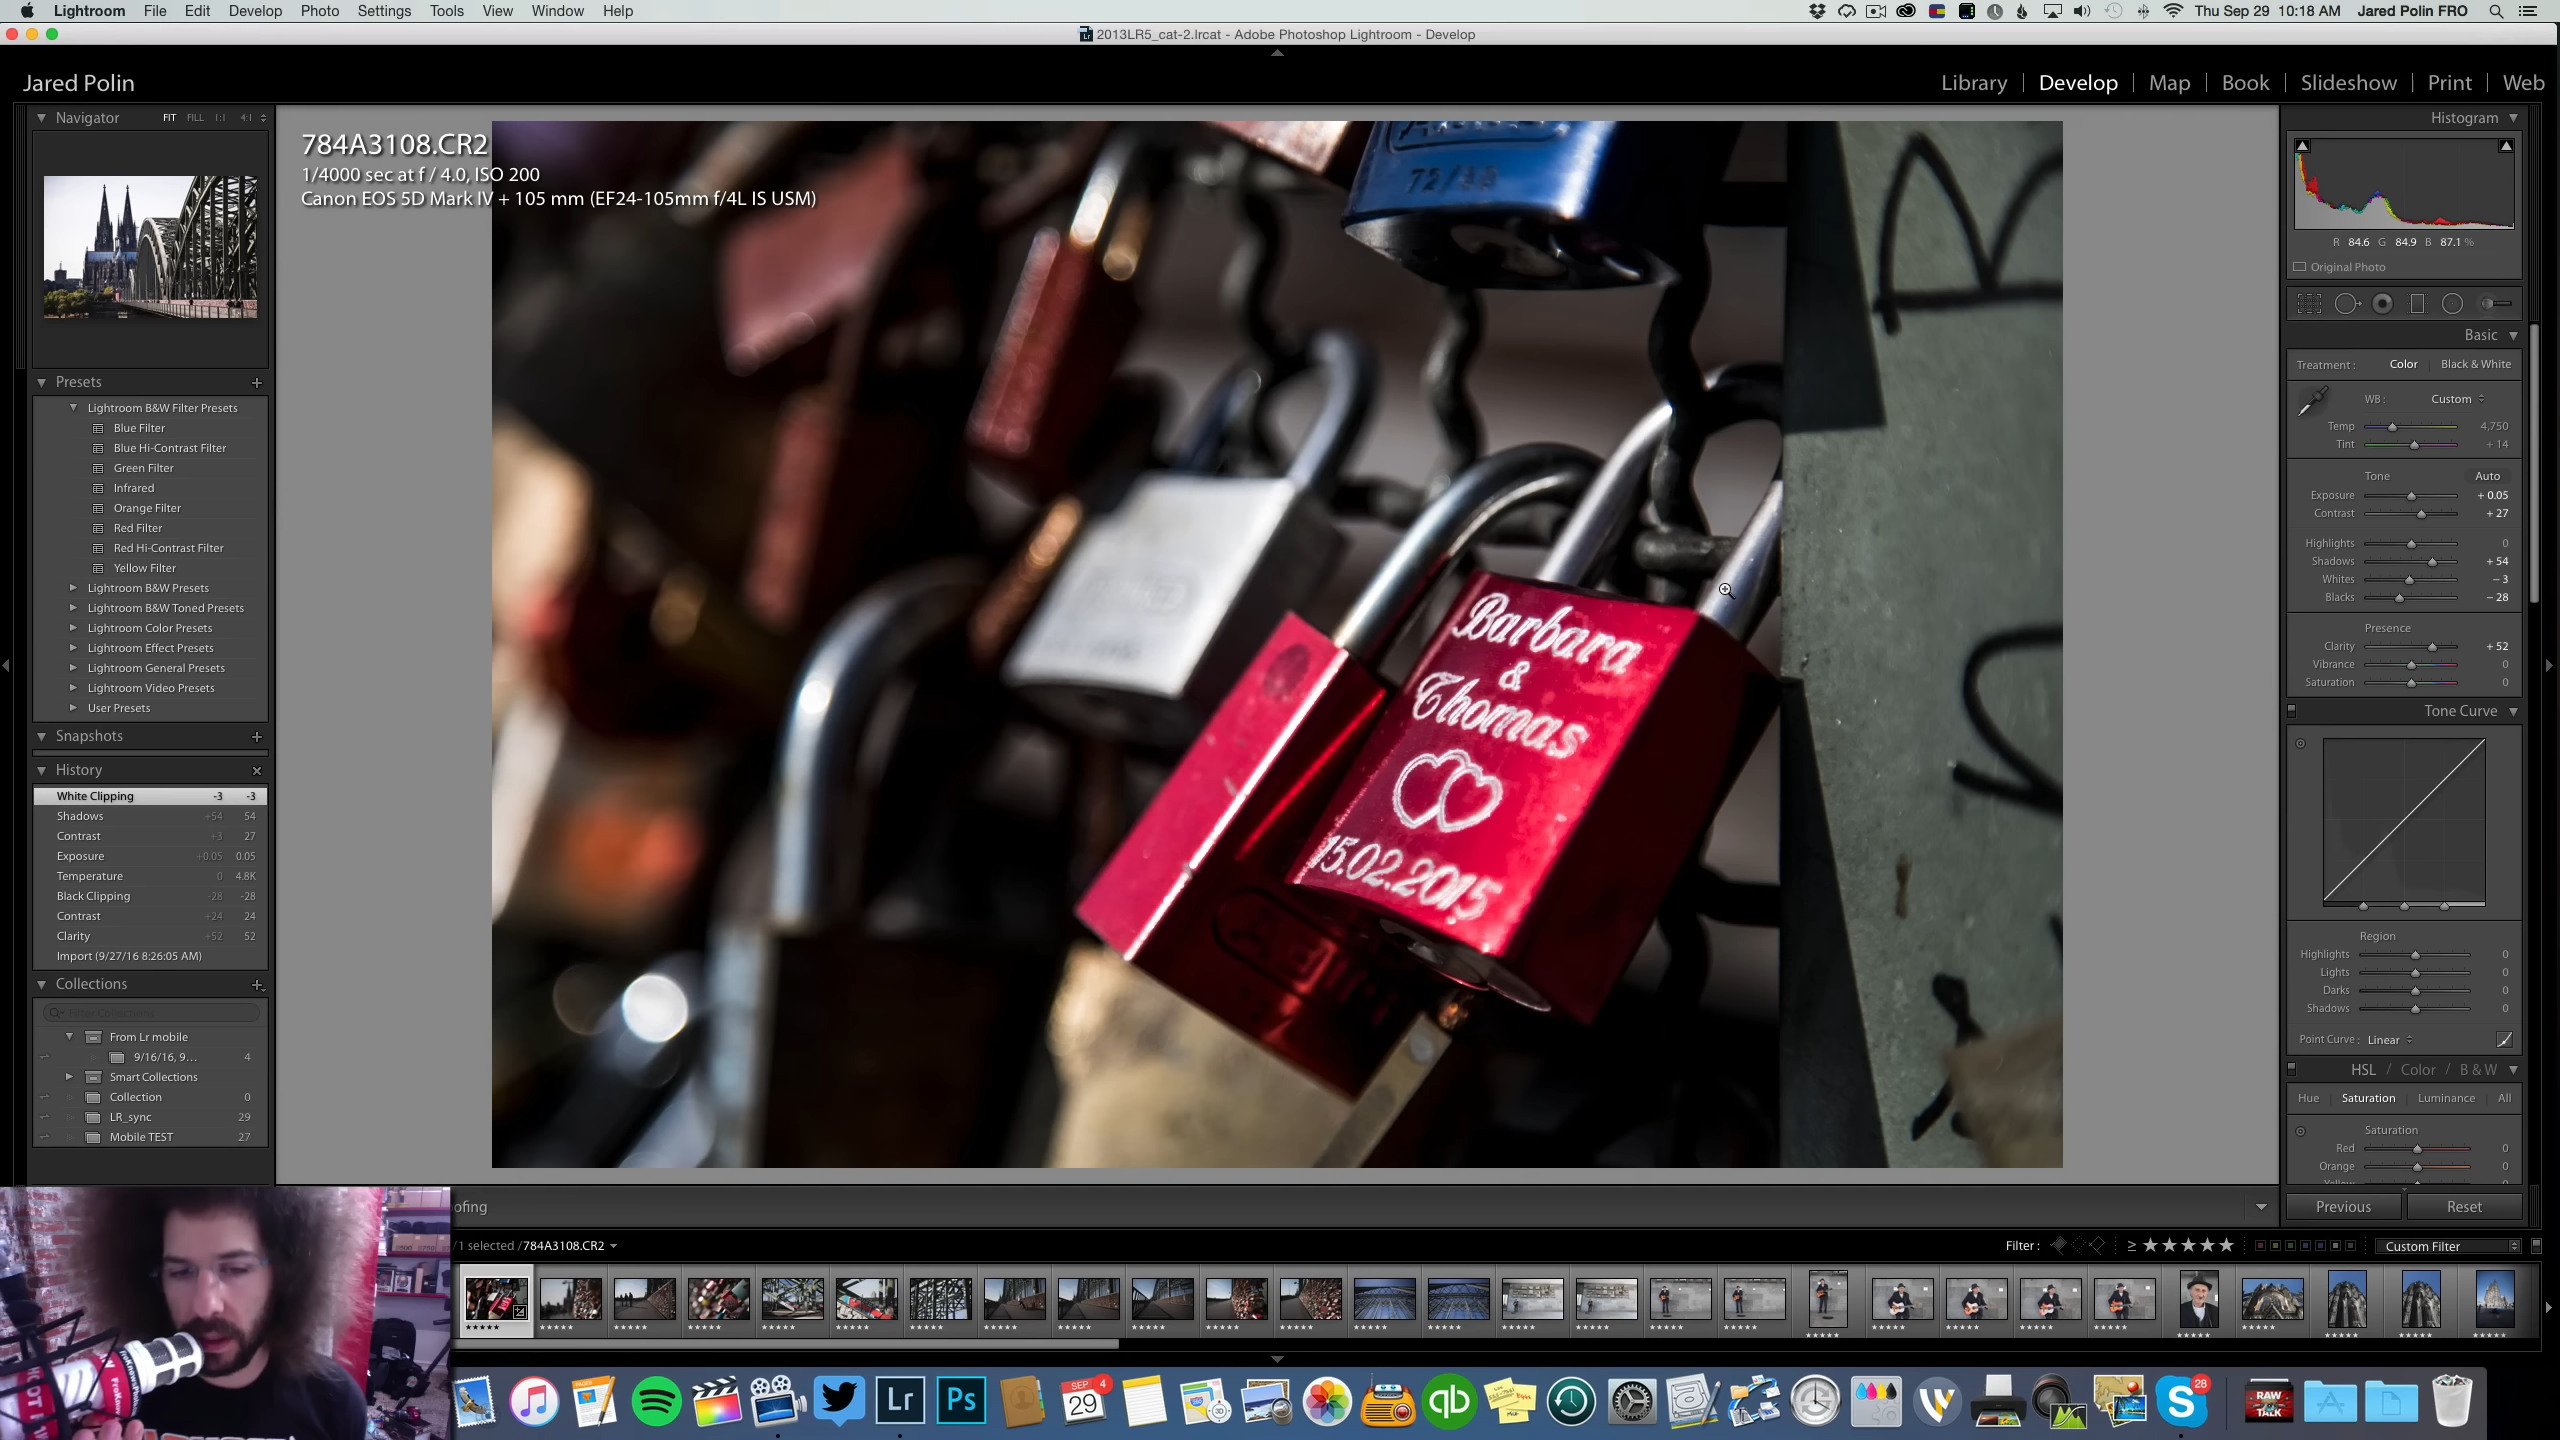 Lightroom File Edit Develop Photo Settings Tools View Window Help
Thu Sep 29 10:18 AM Jared Polin FRO
2013LR5_cat-2.lrcat - Adobe Photoshop Lightroom - Develop
Jared Polin
Library | Develop | Map | Book | Slideshow | Print | Web
Navigator FIT FILL 1:1 4:1
Presets
Lightroom B&W Filter Presets
Blue Filter
Blue Hi-Contrast Filter
Green Filter
Infrared
Orange Filter
Red Filter
Red Hi-Contrast Filter
Yellow Filter
Lightroom B&W Presets
Lightroom B&W Toned Presets
Lightroom Color Presets
Lightroom Effect Presets
Lightroom General Presets
Lightroom Video Presets
User Presets
Snapshots
History
White Clipping -3 -3
Shadows +54 54
Contrast +3 27
Exposure +0.05 0.05
Temperature 0 4.8K
Black Clipping -28 -28
Contrast +24 24
Clarity +52 52
Import (9/27/16 8:26:05 AM)
Collections
Filter Collections
From Lr mobile
9/16/16, 9... 4
Smart Collections
Collection 0
LR_sync 29
Mobile TEST 27
784A3108.CR2
1/4000 sec at f / 4.0, ISO 200
Canon EOS 5D Mark IV + 105 mm (EF24-105mm f/4L IS USM)
Barbara
&
Thomas
15.02.2015
Histogram
R 84.6 G 84.9 B 87.1 %
Original Photo
Basic
Treatment : Color Black & White
WB : Custom
Temp 4,750
Tint + 14
Tone Auto
Exposure + 0.05
Contrast + 27
Highlights 0
Shadows + 54
Whites – 3
Blacks – 28
Presence
Clarity + 52
Vibrance 0
Saturation 0
Tone Curve
Region
Highlights 0
Lights 0
Darks 0
Shadows 0
Point Curve : Linear
HSL / Color / B & W
Hue Saturation Luminance All
Saturation
Red 0
Orange 0
Previous Reset
ofing
/1 selected /784A3108.CR2
Filter : ≥ ★★★★★ Custom Filter
PAGES
SEP 4
29
Lr
Ps
qb
28
RAW
TALK